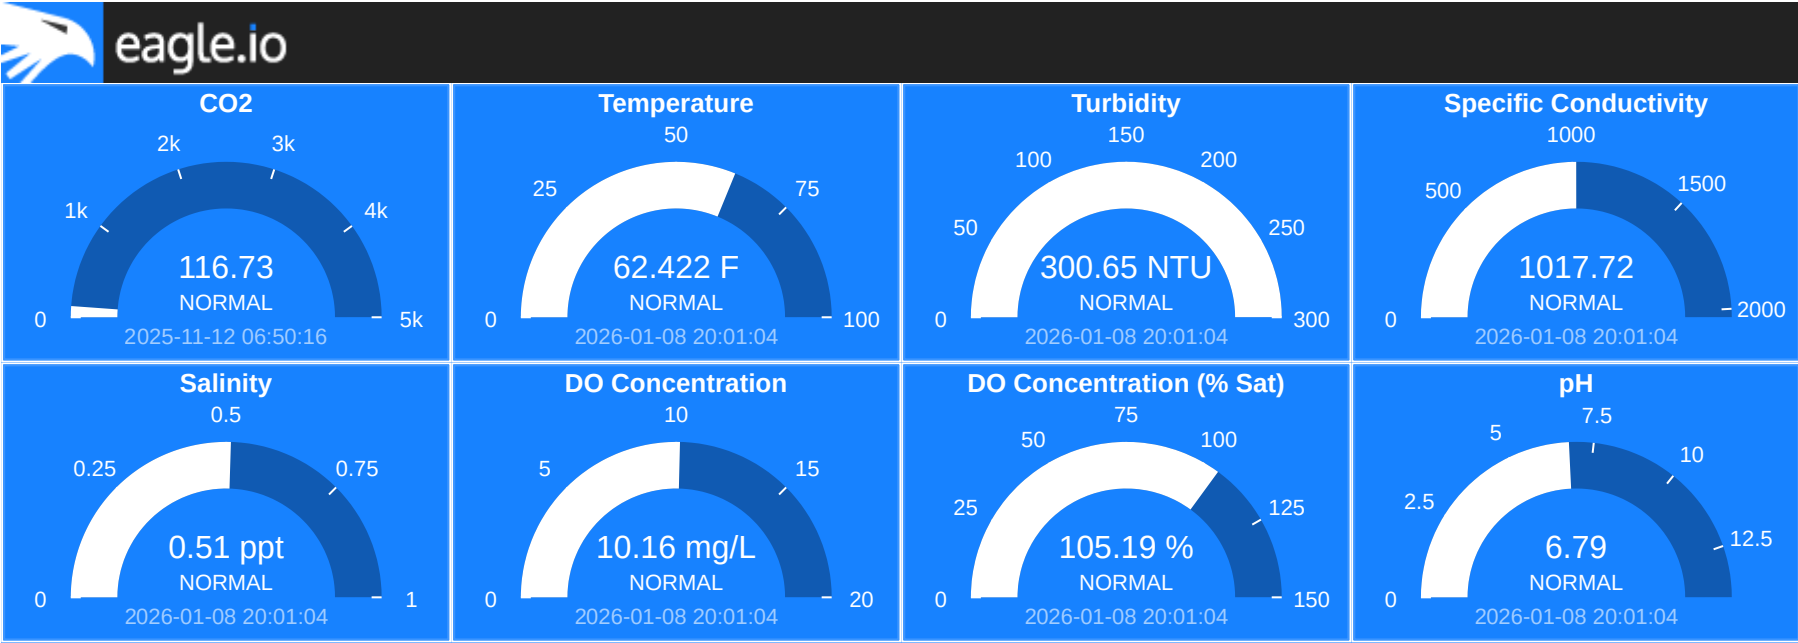 eagle.io
CO2
0
1k
2k
3k
4k
5k
116.73
NORMAL
2025-11-12 06:50:16
Temperature
0
25
50
75
100
62.422 F
NORMAL
2026-01-08 20:01:04
Turbidity
0
50
100
150
200
250
300
300.65 NTU
NORMAL
2026-01-08 20:01:04
Specific Conductivity
0
500
1000
1500
2000
1017.72
NORMAL
2026-01-08 20:01:04
Salinity
0
0.25
0.5
0.75
1
0.51 ppt
NORMAL
2026-01-08 20:01:04
DO Concentration
0
5
10
15
20
10.16 mg/L
NORMAL
2026-01-08 20:01:04
DO Concentration (% Sat)
0
25
50
75
100
125
150
105.19 %
NORMAL
2026-01-08 20:01:04
pH
0
2.5
5
7.5
10
12.5
6.79
NORMAL
2026-01-08 20:01:04